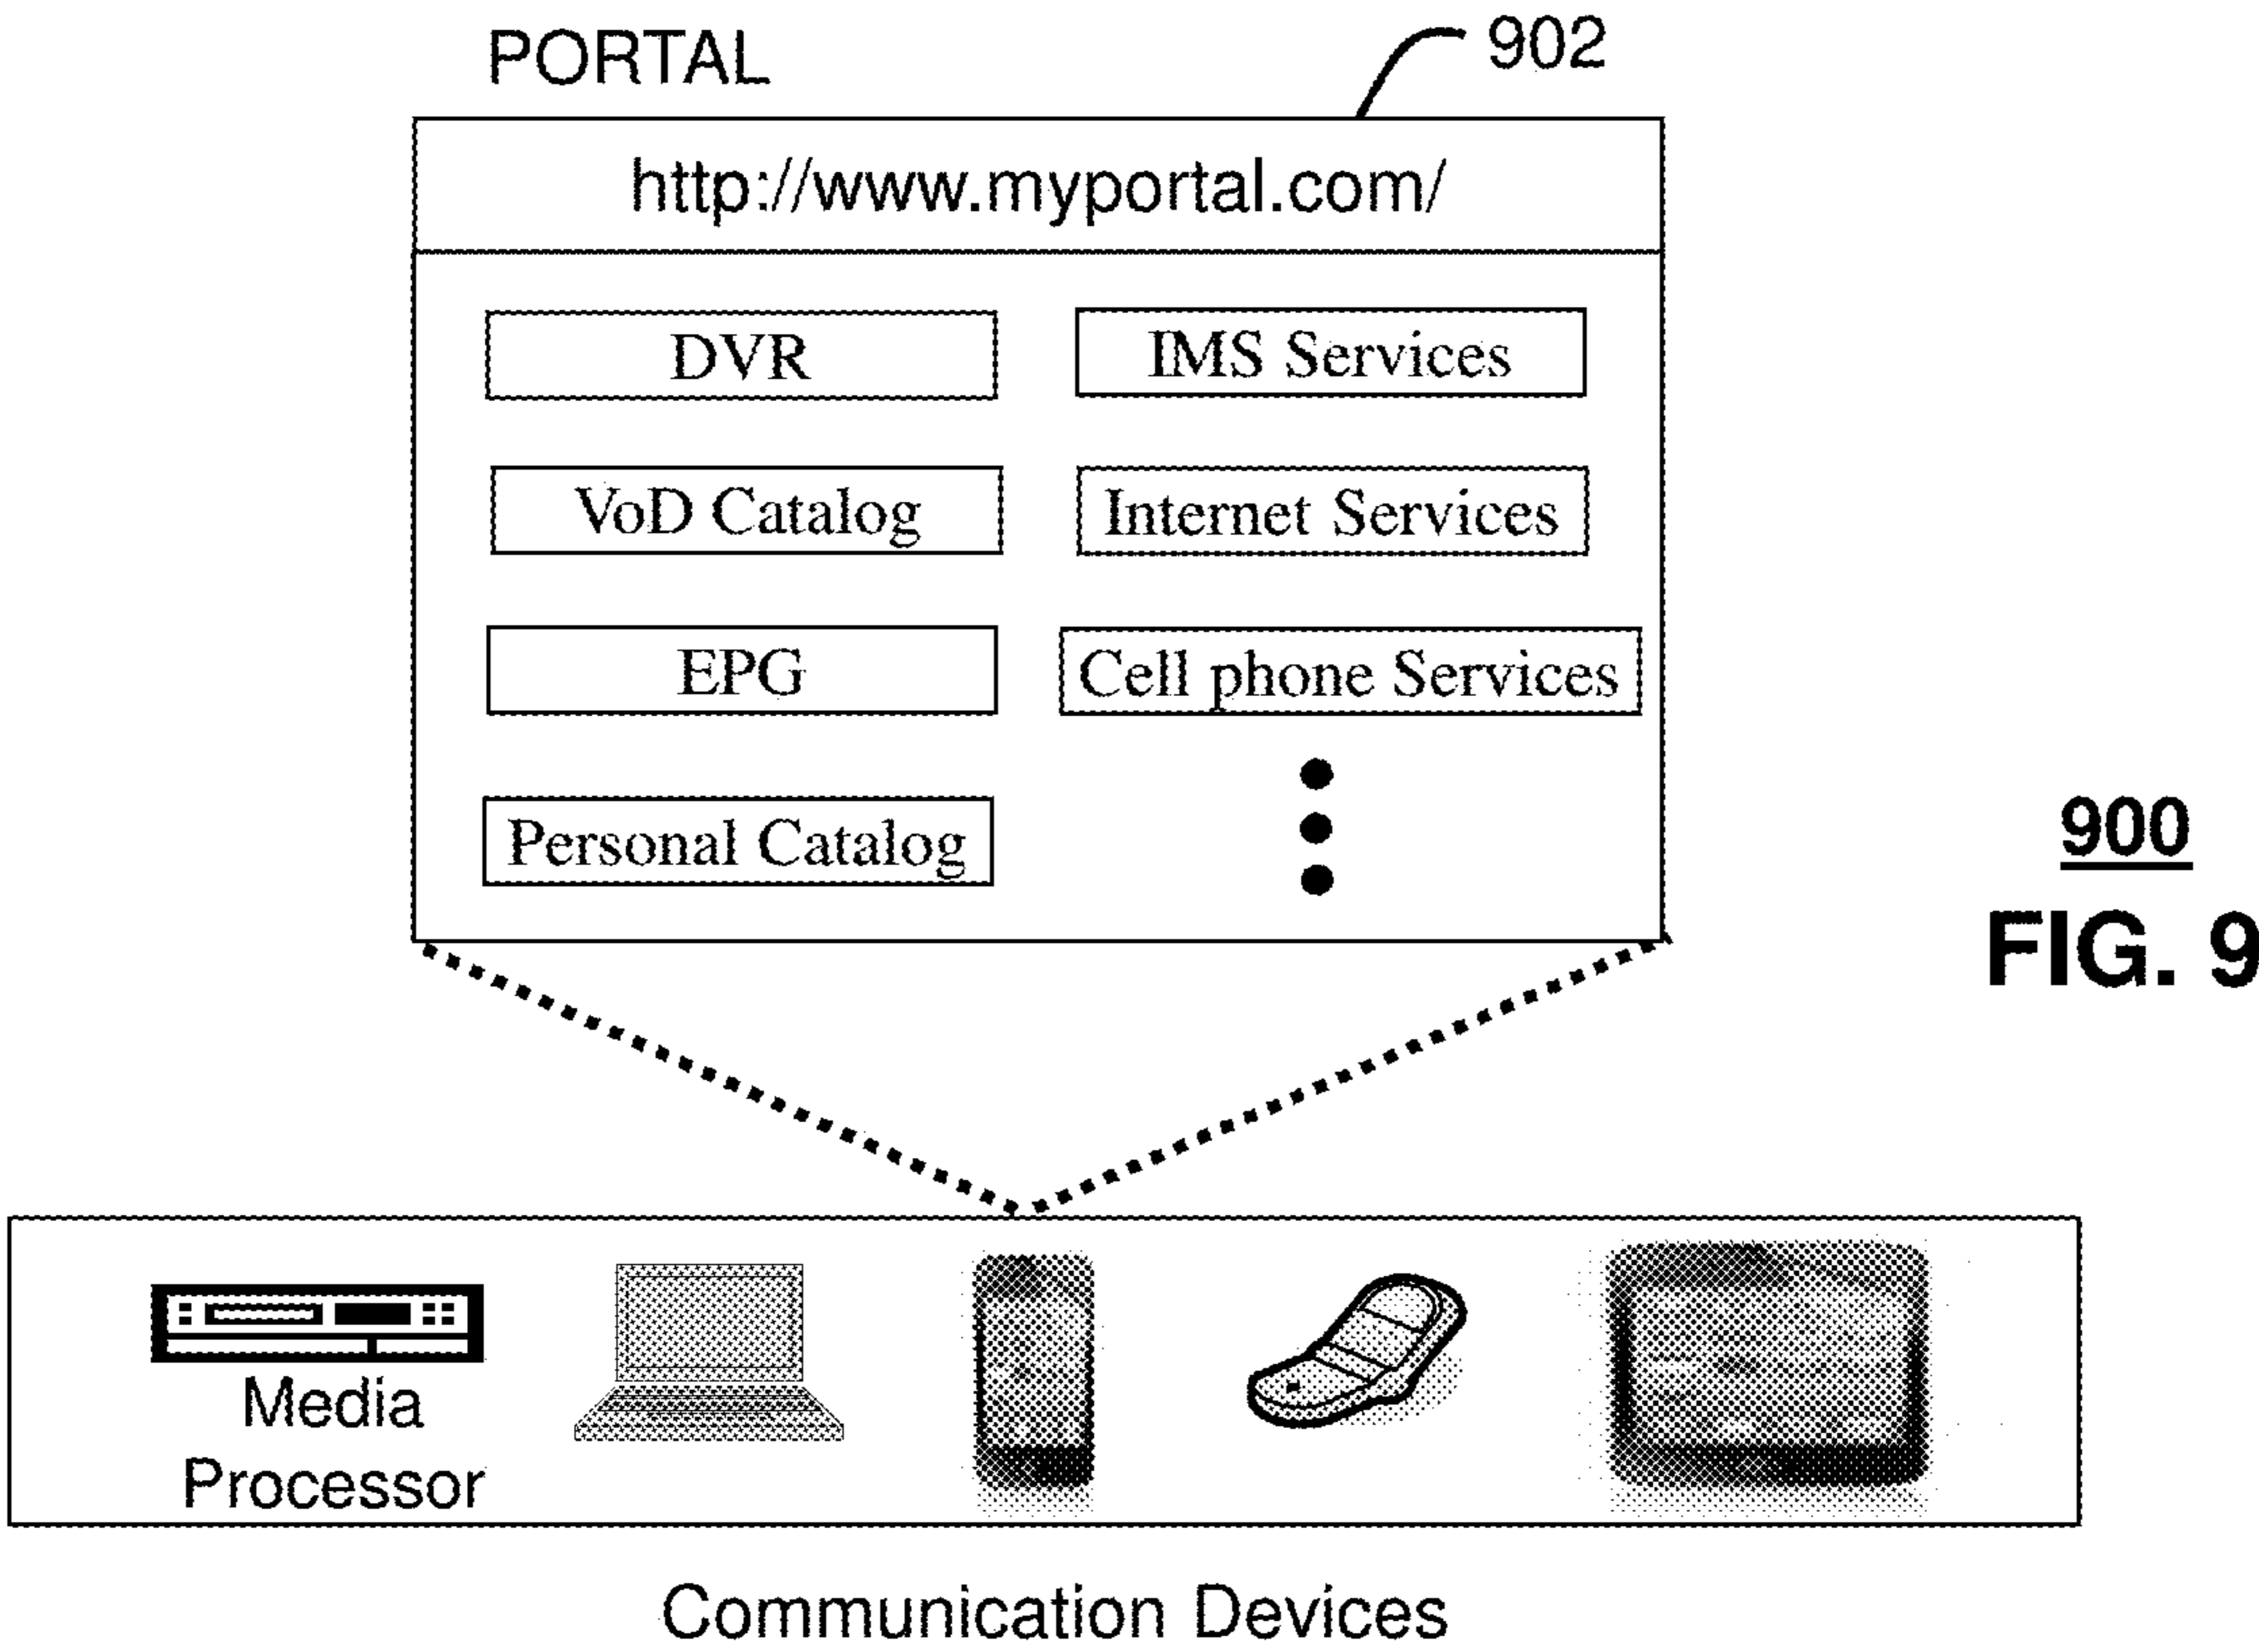 PORTAL
902
http://www.myportal.com/
DVR
IMS Services
VoD Catalog
Internet Services
EPG
Cell phone Services
Personal Catalog
900
FIG. 9
Media
Processor
Communication Devices